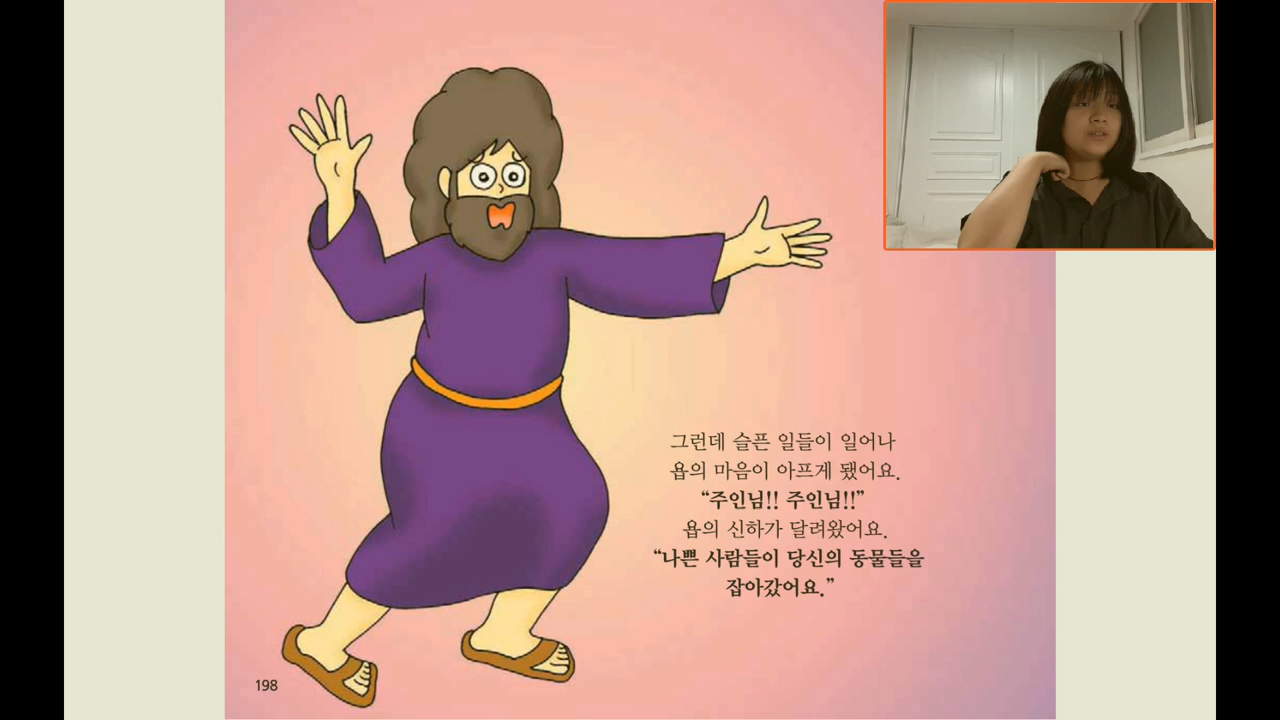 그런데 슬픈 일들이 일어나
욥의 마음이 아프게 됐어요.
“주인님!! 주인님!!”
욥의 신하가 달려왔어요.
“나쁜 사람들이 당신의 동물들을
잡아갔어요.”
198